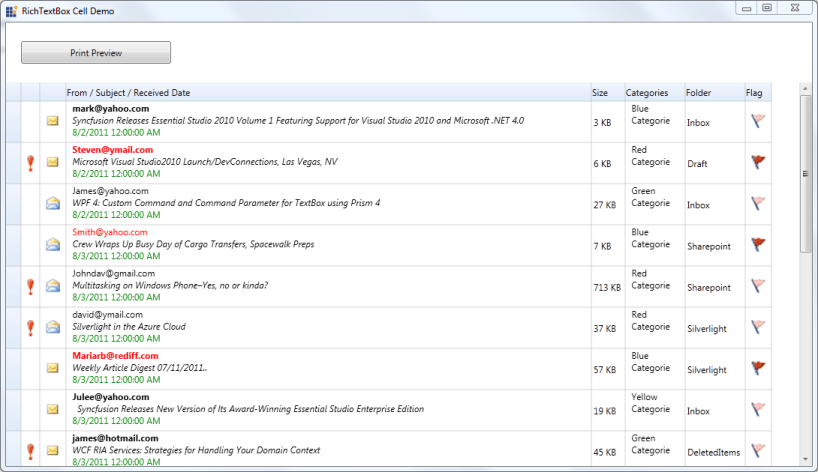 RichTextBox Cell Demo
Print Preview
From / Subject / Received Date Size Categories Folder Flag
mark@yahoo.com
Syncfusion Releases Essential Studio 2010 Volume 1 Featuring Support for Visual Studio 2010 and Microsoft .NET 4.0
8/2/2011 12:00:00 AM
3 KB
Blue
Categorie
Inbox
Steven@ymail.com
Microsoft Visual Studio2010 Launch/DevConnections, Las Vegas, NV
8/2/2011 12:00:00 AM
6 KB
Red
Categorie
Draft
James@yahoo.com
WPF 4: Custom Command and Command Parameter for TextBox using Prism 4
8/2/2011 12:00:00 AM
27 KB
Green
Categorie
Inbox
Smith@yahoo.com
Crew Wraps Up Busy Day of Cargo Transfers, Spacewalk Preps
8/3/2011 12:00:00 AM
7 KB
Blue
Categorie
Sharepoint
Johndav@gmail.com
Multitasking on Windows Phone–Yes, no or kinda?
8/3/2011 12:00:00 AM
713 KB
Red
Categorie
Sharepoint
david@ymail.com
Silverlight in the Azure Cloud
8/3/2011 12:00:00 AM
37 KB
Red
Categorie
Silverlight
Mariarb@rediff.com
Weekly Article Digest 07/11/2011..
8/3/2011 12:00:00 AM
57 KB
Blue
Categorie
Silverlight
Julee@yahoo.com
Syncfusion Releases New Version of Its Award-Winning Essential Studio Enterprise Edition
8/3/2011 12:00:00 AM
19 KB
Yellow
Categorie
Inbox
james@hotmail.com
WCF RIA Services: Strategies for Handling Your Domain Context
8/3/2011 12:00:00 AM
45 KB
Green
Categorie
DeletedItems